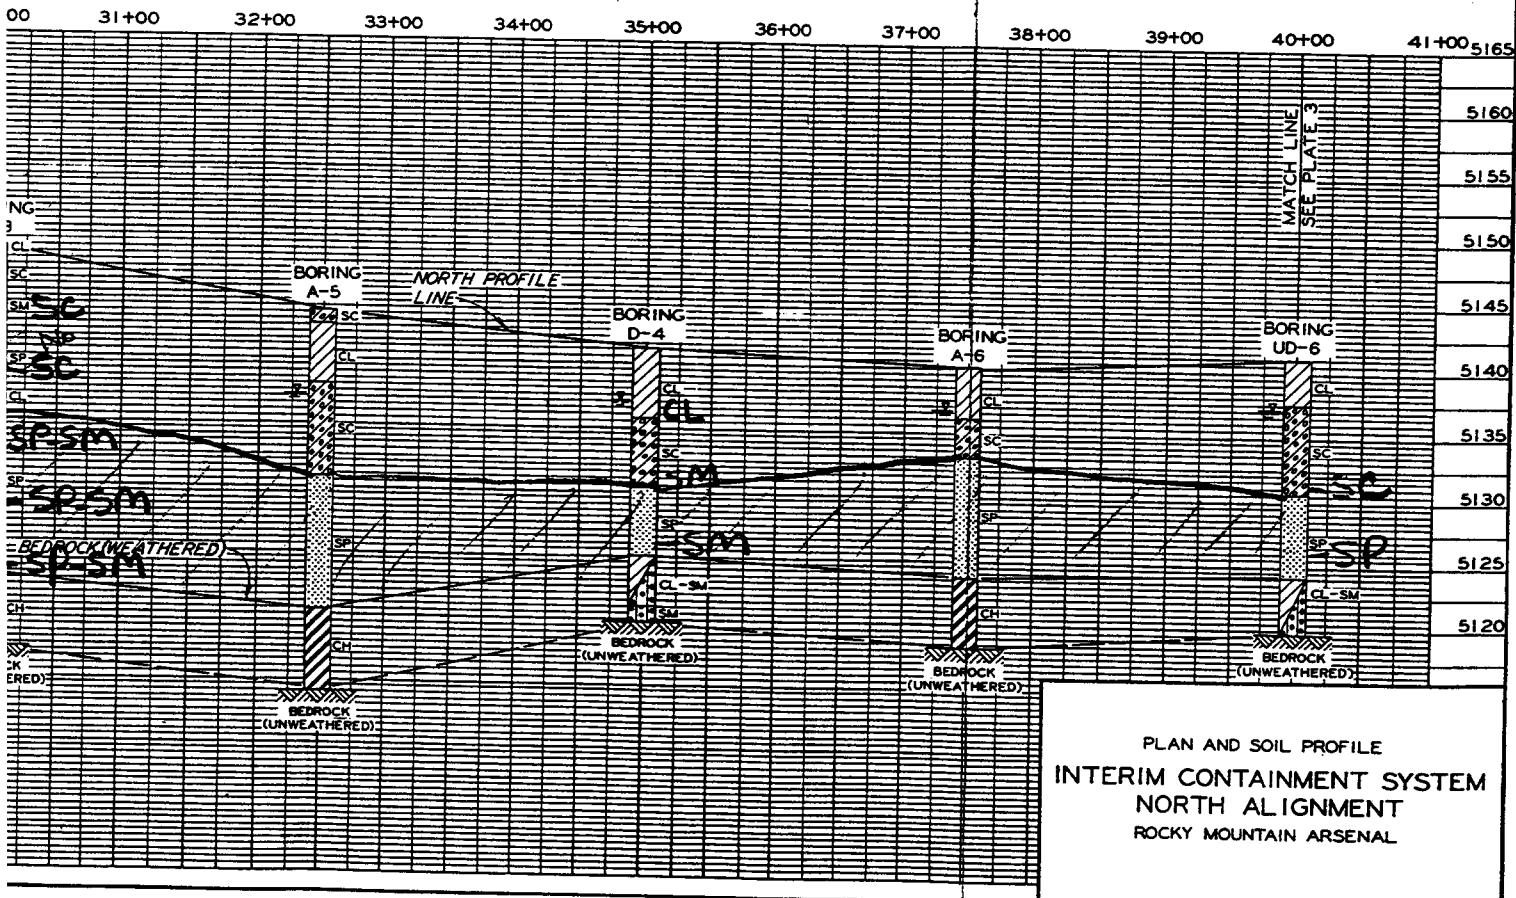 00 31+00 32+00 33+00 34+00 35+00 36+00 37+00 38+00 39+00 40+00 41+00
5165
5160
5155
5150
5145
5140
5135
5130
5125
5120
MATCH LINE
SEE PLATE 3
NG
CL
SC
SM SC
SP
SP
SC
CL
SP-SM
SP
SP-SM
BEDROCK (WEATHERED)
SP-SM
CH
CK
ERED)
BORING
A-5
SC
CL
SC
SP
CH
BEDROCK
(UNWEATHERED)
NORTH PROFILE
LINE
BORING
D-4
CL
CL
SC
SM
SP
SM
CL-SM
SM
BEDROCK
(UNWEATHERED)
BORING
A-6
CL
SC
SP
CH
BEDROCK
(UNWEATHERED)
BORING
UD-6
CL
SC
SC
SP
SP
CL-SM
BEDROCK
(UNWEATHERED)
PLAN AND SOIL PROFILE
INTERIM CONTAINMENT SYSTEM
NORTH ALIGNMENT
ROCKY MOUNTAIN ARSENAL